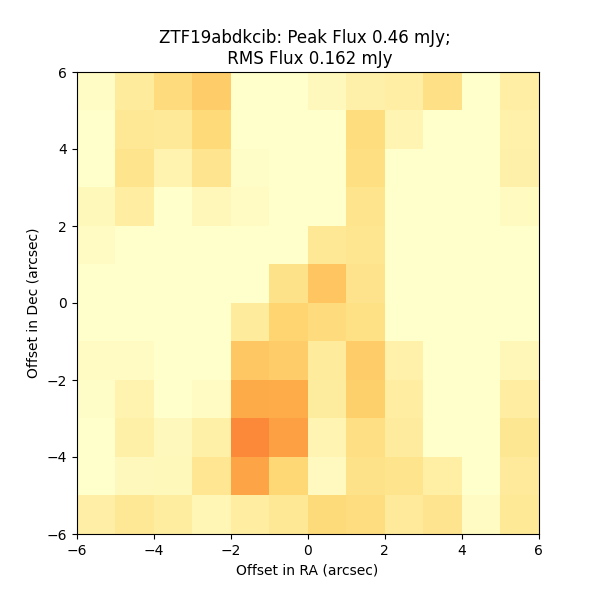 ZTF19abdkcib: Peak Flux 0.46 mJy;
RMS Flux 0.162 mJy
6
4
2
0
−2
−4
−6
Offset in Dec (arcsec)
−6 −4 −2 0 2 4 6
Offset in RA (arcsec)